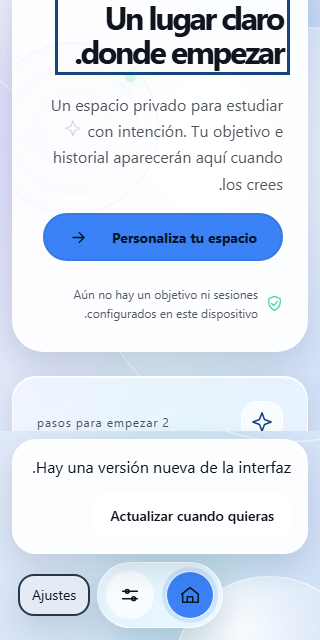 Un lugar claro
donde empezar.
Un espacio privado para estudiar
con intención. Tu objetivo e
historial aparecerán aquí cuando
los crees.
Personaliza tu espacio
Aún no hay un objetivo ni sesiones
configurados en este dispositivo.
2 pasos para empezar
Hay una versión nueva de la interfaz.
Actualizar cuando quieras
Ajustes